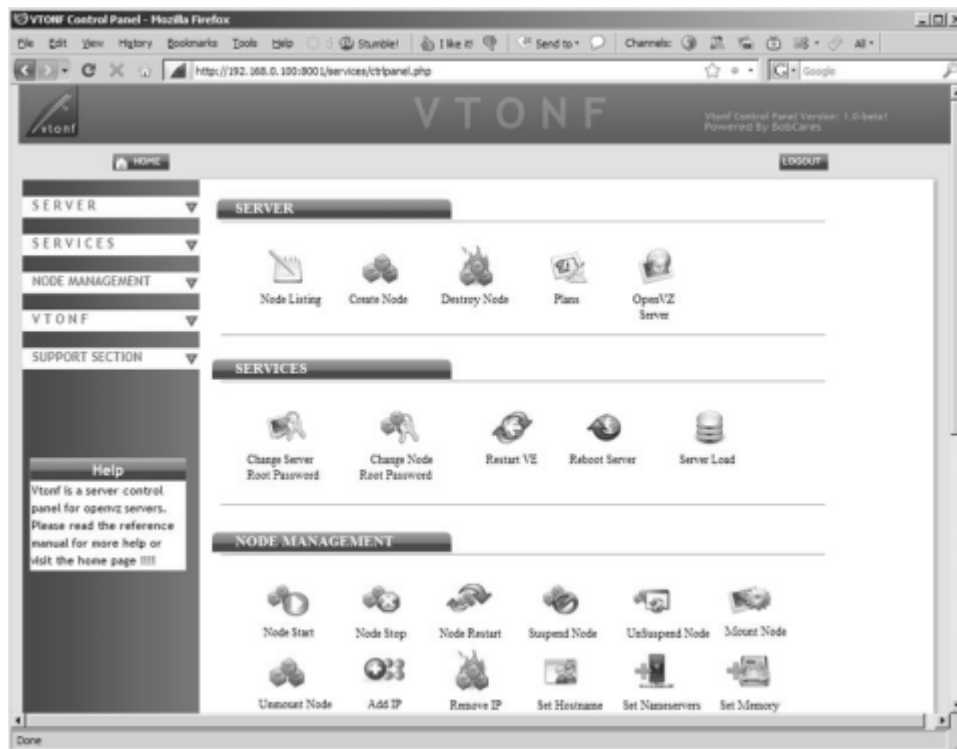 VTONF Control Panel - Mozilla Firefox
File Edit View History Bookmarks Tools Help Stumble! I like it! Send to Channels: All
http://192.168.0.100:8001/services/ctrlpanel.php
Google
vtonf
VTONF
Vtonf Control Panel Version: 1.0-beta1
Powered By BobCares
HOME
LOGOUT
SERVER
SERVICES
NODE MANAGEMENT
VTONF
SUPPORT SECTION
Help
Vtonf is a server control
panel for openvz servers.
Please read the reference
manual for more help or
visit the home page !!!!
SERVER
Node Listing
Create Node
Destroy Node
Plans
OpenVZ
Server
SERVICES
Change Server
Root Password
Change Node
Root Password
Restart VE
Reboot Server
Server Load
NODE MANAGEMENT
Node Start
Node Stop
Node Restart
Suspend Node
UnSuspend Node
Mount Node
Unmount Node
Add IP
Remove IP
Set Hostname
Set Nameservers
Set Memory
Done